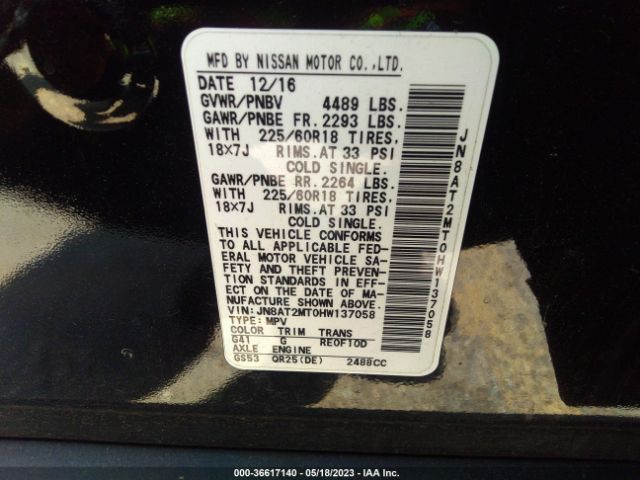 MFD BY NISSAN MOTOR CO.,LTD.
DATE 12/16
GVWR/PNBV 4489 LBS.
GAWR/PNBE FR. 2293 LBS.
WITH 225/60R18 TIRES,
18X7J RIMS.AT 33 PSI
COLD SINGLE.
GAWR/PNBE RR. 2264 LBS.
WITH 225/60R18 TIRES,
18X7J RIMS.AT 33 PSI
COLD SINGLE.
THIS VEHICLE CONFORMS
TO ALL APPLICABLE FED-
ERAL MOTOR VEHICLE SA-
FETY AND THEFT PREVEN-
TION STANDARDS IN EFF-
ECT ON THE DATE OF MA-
NUFACTURE SHOWN ABOVE.
VIN:JN8AT2MT0HW137058
TYPE:MPV
COLOR TRIM TRANS
G41 G RE0F10D
AXLE ENGINE
GS53 QR25(DE) 2488CC
JN8AT2MT0HW137058
000-36617140 - 05/18/2023 - IAA Inc.